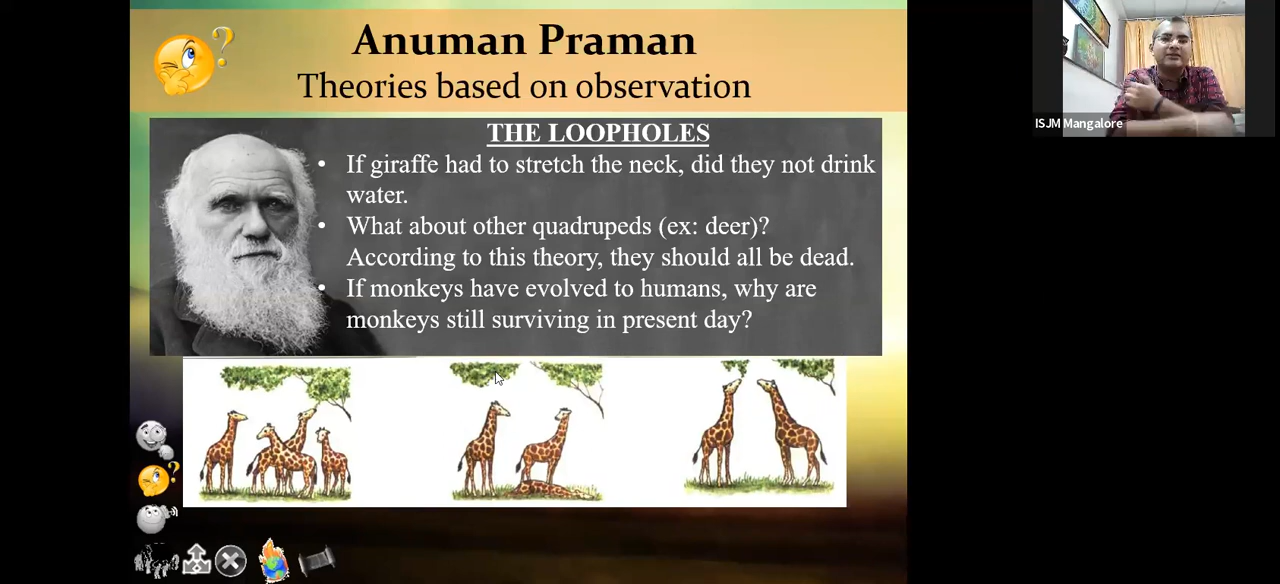 Anuman Praman
Theories based on observation
THE LOOPHOLES
• If giraffe had to stretch the neck, did they not drink
water.
• What about other quadrupeds (ex: deer)?
According to this theory, they should all be dead.
• If monkeys have evolved to humans, why are
monkeys still surviving in present day?
ISJM Mangalore